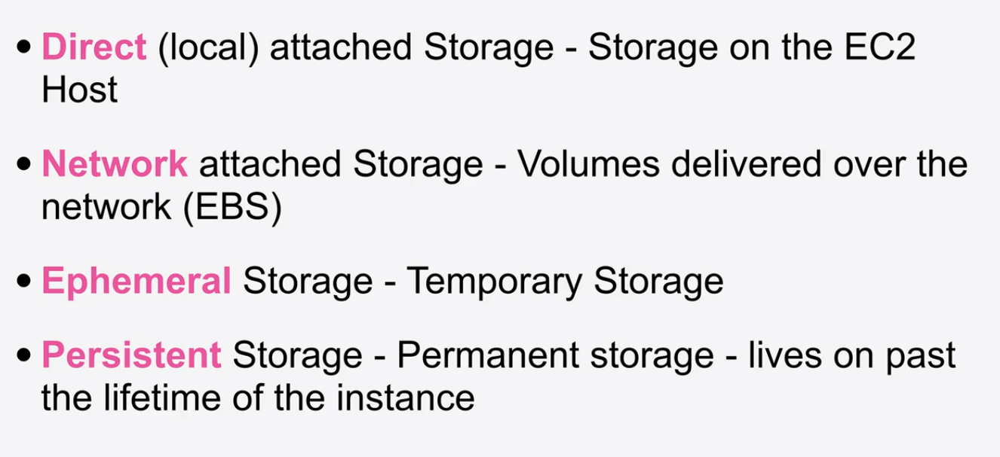 • Direct (local) attached Storage - Storage on the EC2
Host
• Network attached Storage - Volumes delivered over the
network (EBS)
• Ephemeral Storage - Temporary Storage
• Persistent Storage - Permanent storage - lives on past
the lifetime of the instance